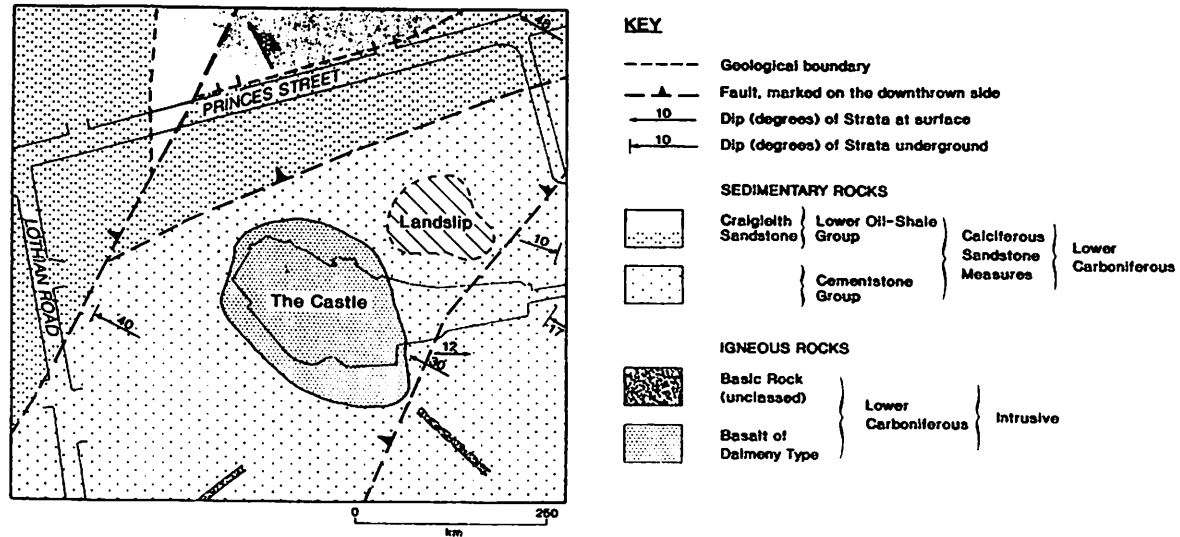 46
PRINCES STREET
LOTHIAN ROAD
Landslip
10
The Castle
40
12
30
17
0 250
km
KEY
Geological boundary
Fault, marked on the downthrown side
10 Dip (degrees) of Strata at surface
10 Dip (degrees) of Strata underground
SEDIMENTARY ROCKS
Craigleith Sandstone
Lower Oil-Shale Group
Cementstone Group
Calciferous Sandstone Measures
Lower Carboniferous
IGNEOUS ROCKS
Basic Rock (unclassed)
Basalt of Dalmeny Type
Lower Carboniferous
Intrusive